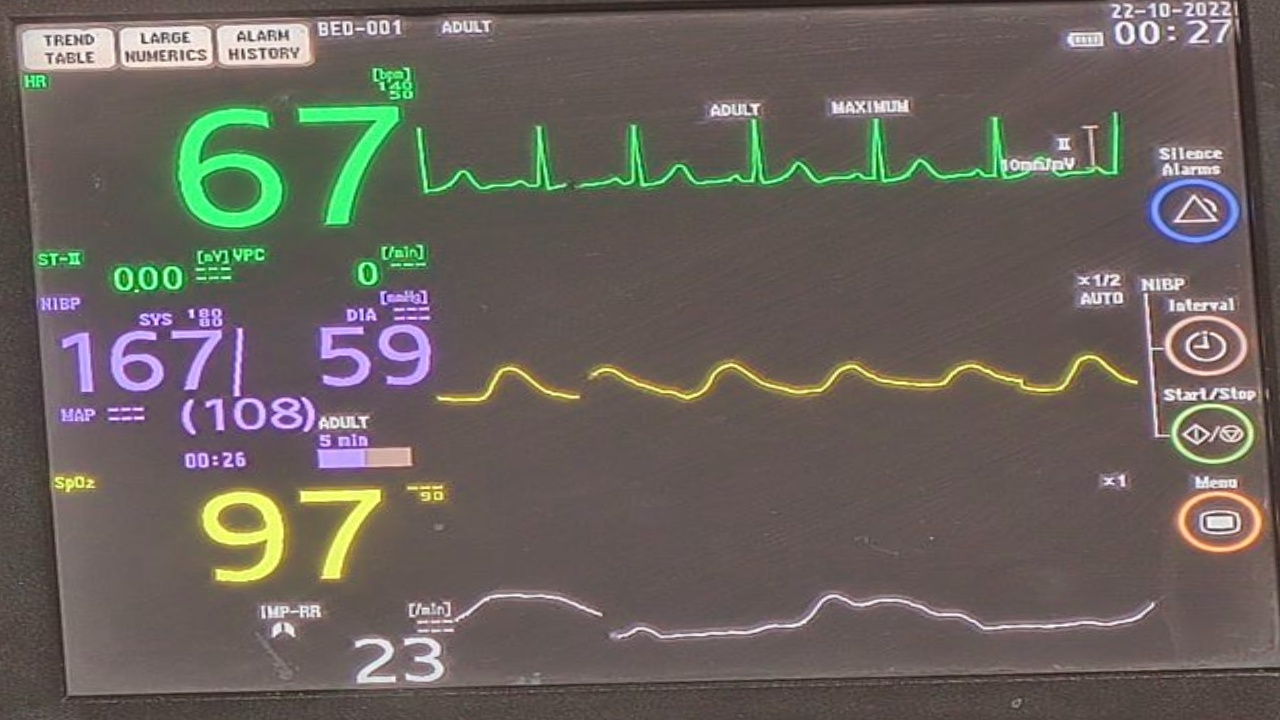 TREND TABLE
LARGE NUMERICS
ALARM HISTORY
BED-001 ADULT
22-10-2022
00:27
HR [bpm]
140
50
67
ADULT MAXIMUM
II
10mm/mV
Silence Alarms
ST-II 0.00 [mV] --- VPC 0 [/min] ---
NIBP [mmHg]
SYS 180
80
DIA ---
167/ 59
MAP --- (108)
ADULT
5 min
00:26
×1/2
AUTO
NIBP
Interval
Start/Stop
SpO2
97
---
90
×1
Menu
IMP-RR [/min]
---
23